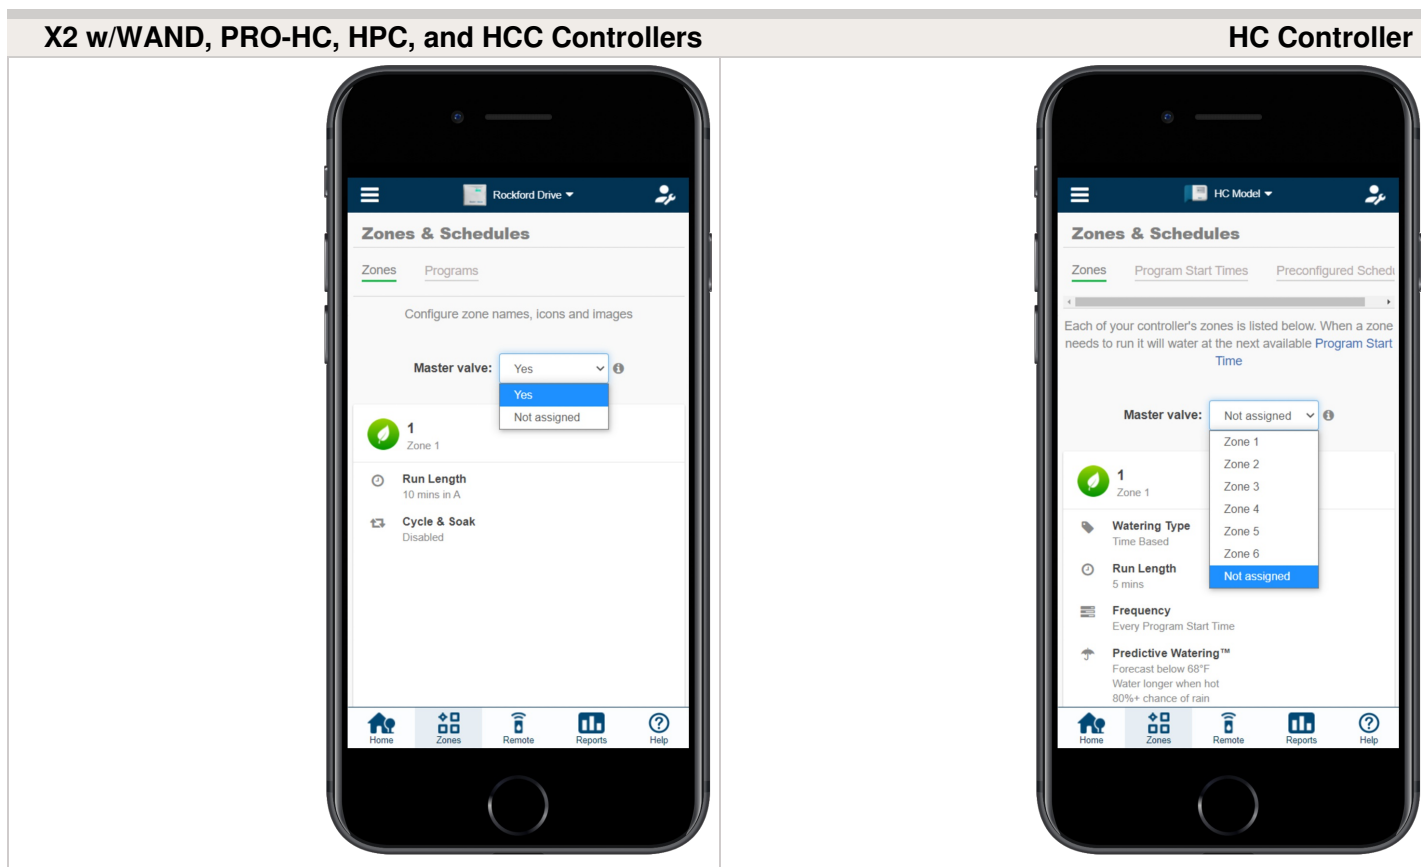 X2 w/WAND, PRO-HC, HPC, and HCC Controllers
Rockford Drive
Zones & Schedules
Zones Programs
Configure zone names, icons and images
Master valve: Yes
Yes
Not assigned
1
Zone 1
Run Length
10 mins in A
Cycle & Soak
Disabled
Home Zones Remote Reports Help
HC Controller
HC Model
Zones & Schedules
Zones Program Start Times Preconfigured Schedu
Each of your controller's zones is listed below. When a zone
needs to run it will water at the next available Program Start
Time
Master valve: Not assigned
Zone 1
Zone 2
Zone 3
Zone 4
Zone 5
Zone 6
Not assigned
1
Zone 1
Watering Type
Time Based
Run Length
5 mins
Frequency
Every Program Start Time
Predictive Watering™
Forecast below 68°F
Water longer when hot
80%+ chance of rain
Home Zones Remote Reports Help